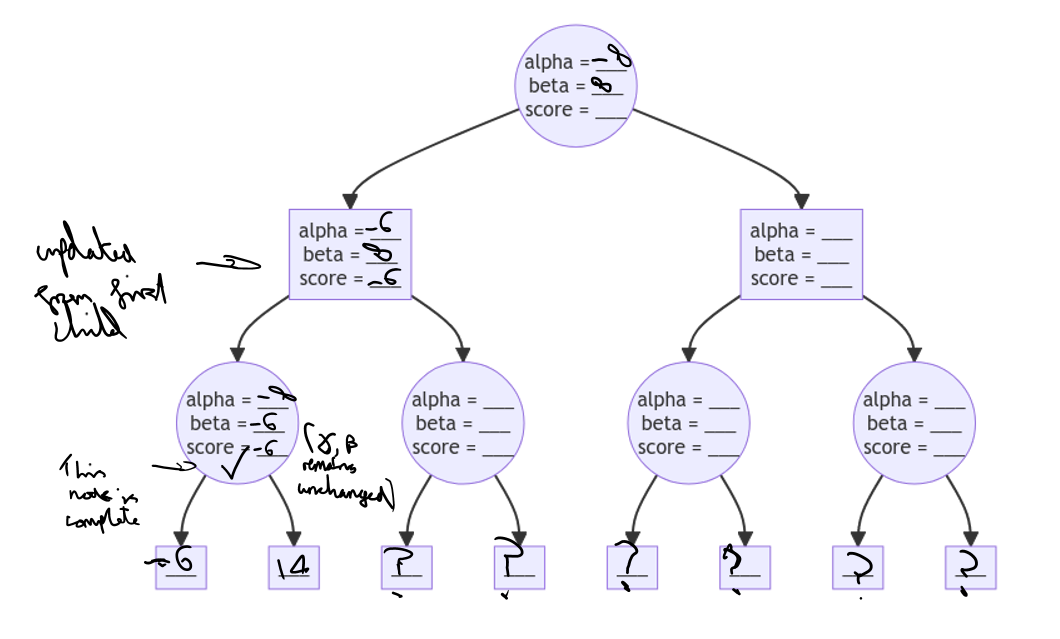 alpha = -∞
beta = ∞
score = ___
updated
from first
child
alpha = -6
beta = ∞
score = -6
alpha = ___
beta = ___
score = ___
This
node is
complete
alpha = -∞
beta = -6
score = -6
✓
[α, β
remains
unchanged]
alpha = ___
beta = ___
score = ___
alpha = ___
beta = ___
score = ___
alpha = ___
beta = ___
score = ___
-6
14
?
?
?
?
?
?